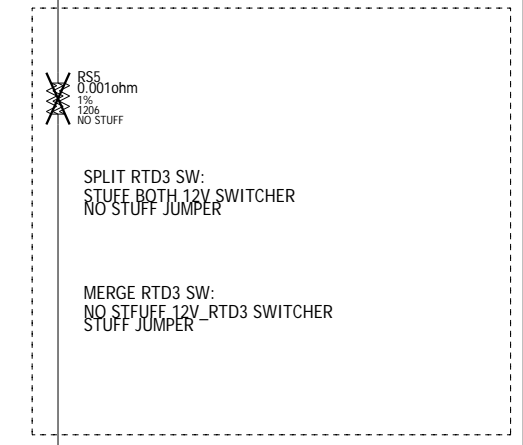 RS5
0.001ohm
1%
1206
NO STUFF
SPLIT RTD3 SW:
STUFF BOTH 12V SWITCHER
NO STUFF JUMPER
MERGE RTD3 SW:
NO STFUFF 12V_RTD3 SWITCHER
STUFF JUMPER